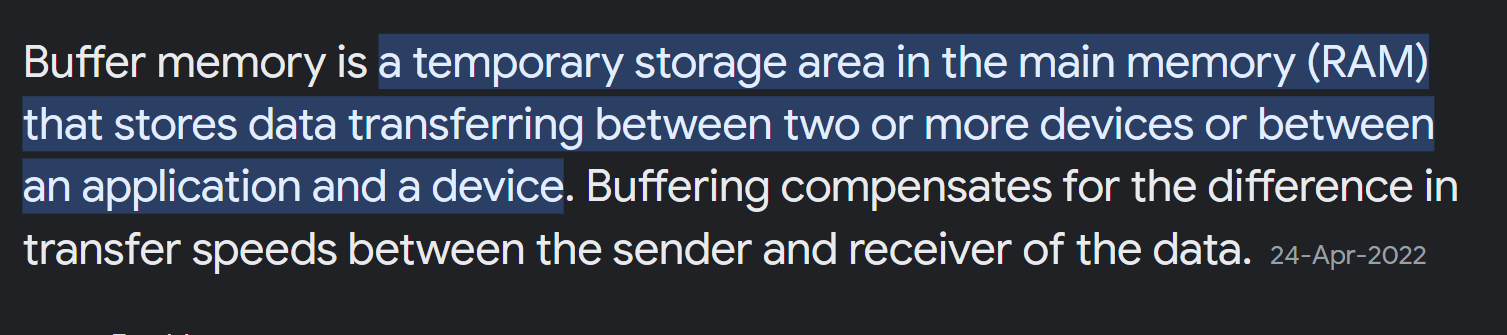 Buffer memory is a temporary storage area in the main memory (RAM)
that stores data transferring between two or more devices or between
an application and a device. Buffering compensates for the difference in
transfer speeds between the sender and receiver of the data. 24-Apr-2022